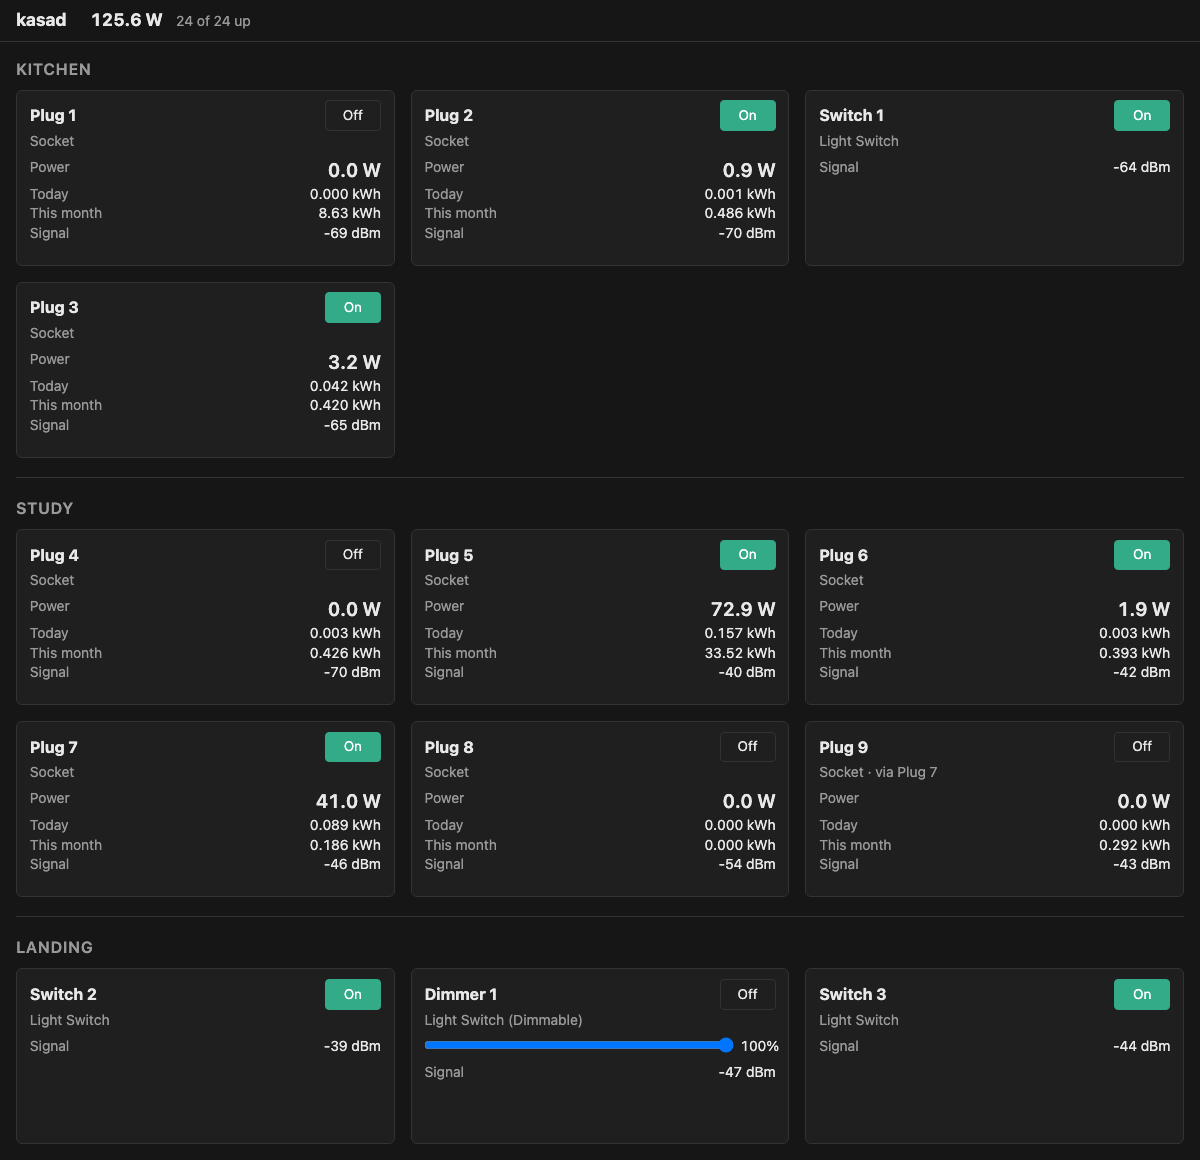 kasad 125.6 W 24 of 24 up
KITCHEN
Plug 1 Off
Socket
Power 0.0 W
Today 0.000 kWh
This month 8.63 kWh
Signal -69 dBm
Plug 2 On
Socket
Power 0.9 W
Today 0.001 kWh
This month 0.486 kWh
Signal -70 dBm
Switch 1 On
Light Switch
Signal -64 dBm
Plug 3 On
Socket
Power 3.2 W
Today 0.042 kWh
This month 0.420 kWh
Signal -65 dBm
STUDY
Plug 4 Off
Socket
Power 0.0 W
Today 0.003 kWh
This month 0.426 kWh
Signal -70 dBm
Plug 5 On
Socket
Power 72.9 W
Today 0.157 kWh
This month 33.52 kWh
Signal -40 dBm
Plug 6 On
Socket
Power 1.9 W
Today 0.003 kWh
This month 0.393 kWh
Signal -42 dBm
Plug 7 On
Socket
Power 41.0 W
Today 0.089 kWh
This month 0.186 kWh
Signal -46 dBm
Plug 8 Off
Socket
Power 0.0 W
Today 0.000 kWh
This month 0.000 kWh
Signal -54 dBm
Plug 9 Off
Socket · via Plug 7
Power 0.0 W
Today 0.000 kWh
This month 0.292 kWh
Signal -43 dBm
LANDING
Switch 2 On
Light Switch
Signal -39 dBm
Dimmer 1 Off
Light Switch (Dimmable)
100%
Signal -47 dBm
Switch 3 On
Light Switch
Signal -44 dBm